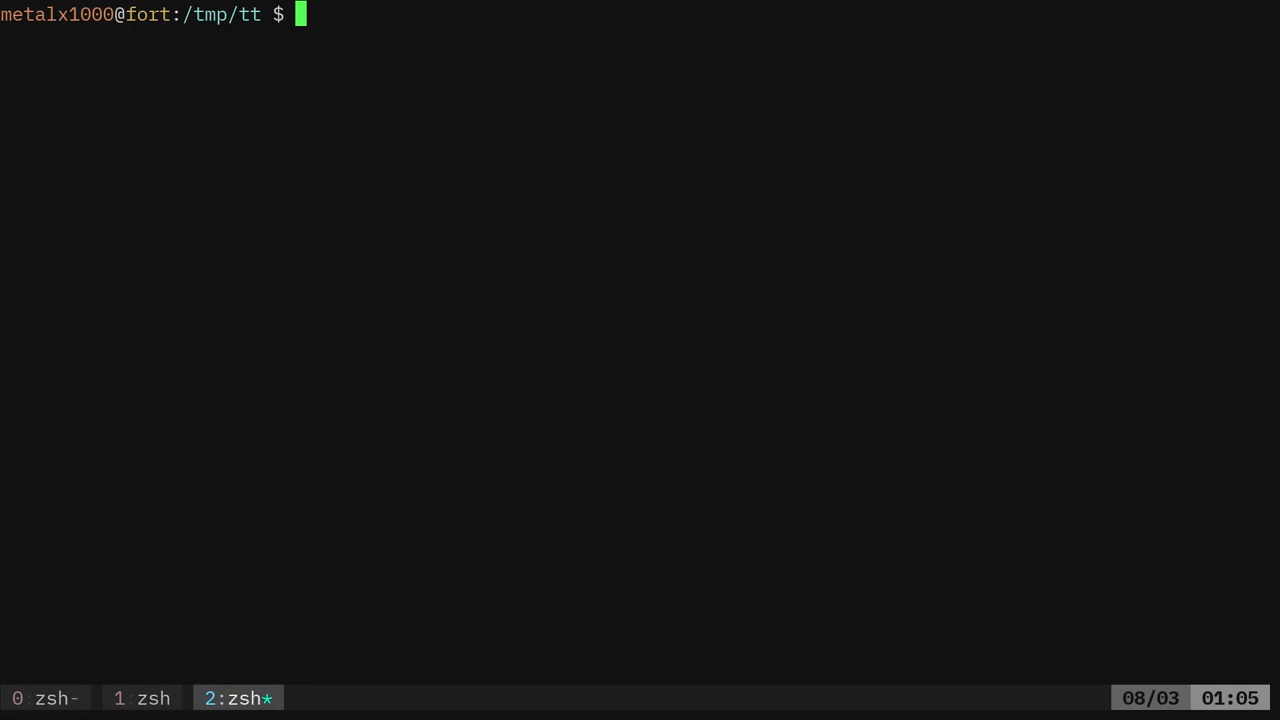 metalx1000@fort:/tmp/tt $
0 zsh- 1 zsh 2:zsh* 08/03 01:05